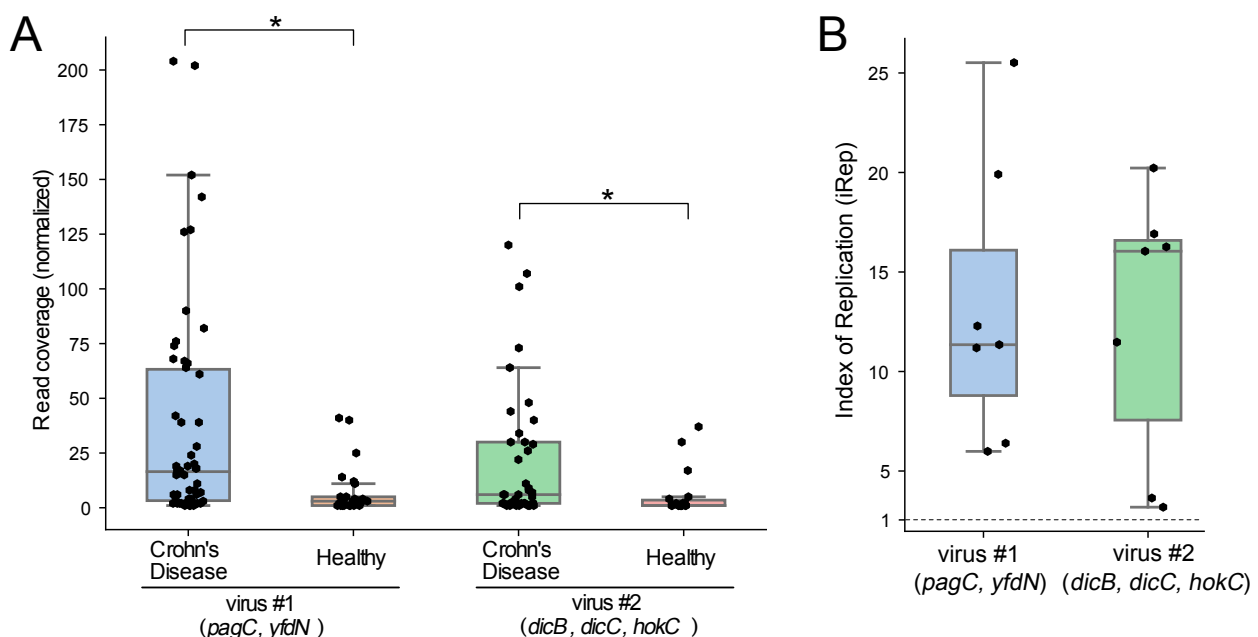 A
Read coverage (normalized)
200
175
150
125
100
75
50
25
0
*
*
Crohn's
Disease
Healthy
Crohn's
Disease
Healthy
virus #1
(pagC, yfdN )
virus #2
(dicB, dicC, hokC )
B
Index of Replication (iRep)
25
20
15
10
5
1
virus #1
(pagC, yfdN)
virus #2
(dicB, dicC, hokC)